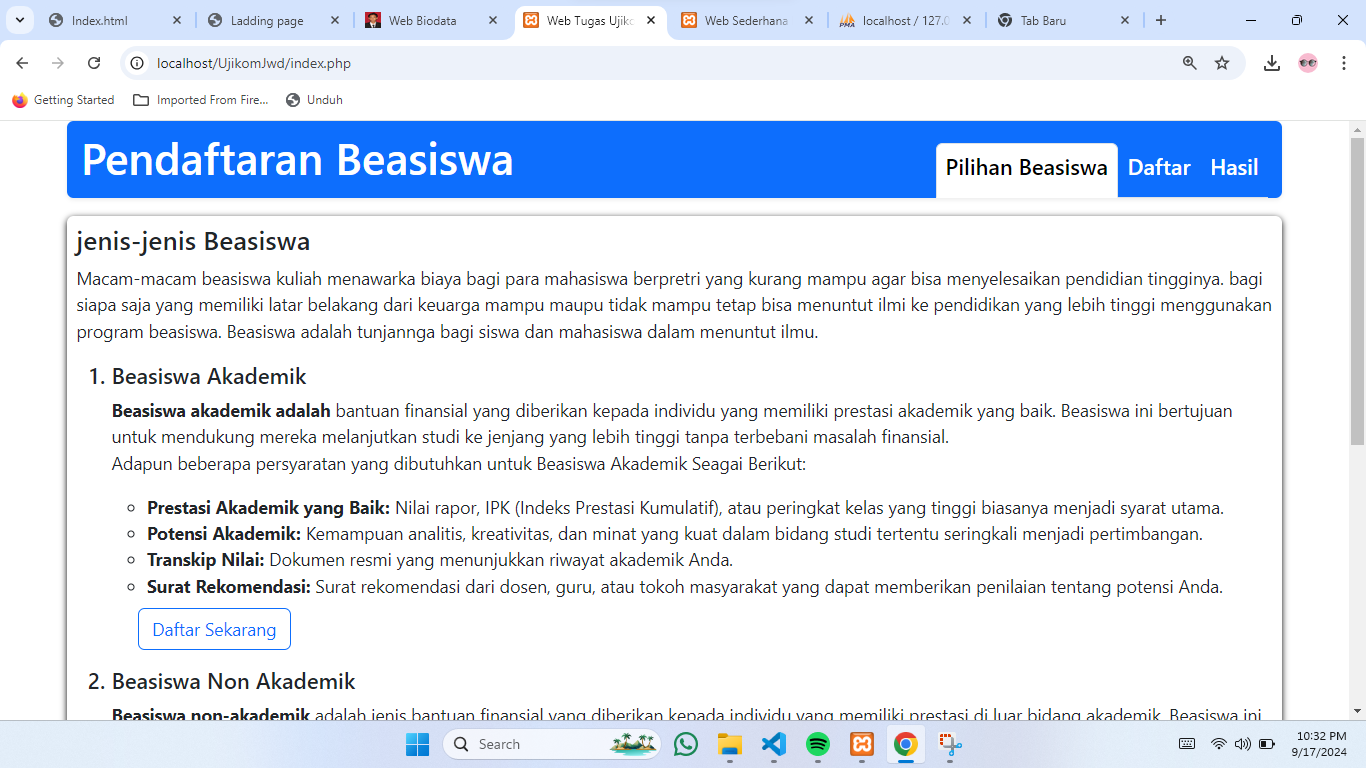 Index.html
Ladding page
Web Biodata
Web Tugas Ujiko
Web Sederhana
localhost / 127.0
Tab Baru
localhost/UjikomJwd/index.php
Getting Started
Imported From Fire...
Unduh
Pendaftaran Beasiswa
Pilihan Beasiswa
Daftar
Hasil
jenis-jenis Beasiswa
Macam-macam beasiswa kuliah menawarka biaya bagi para mahasiswa berpretri yang kurang mampu agar bisa menyelesaikan pendidian tingginya. bagi
siapa saja yang memiliki latar belakang dari keuarga mampu maupu tidak mampu tetap bisa menuntut ilmi ke pendidikan yang lebih tinggi menggunakan
program beasiswa. Beasiswa adalah tunjannga bagi siswa dan mahasiswa dalam menuntut ilmu.
1. Beasiswa Akademik
Beasiswa akademik adalah bantuan finansial yang diberikan kepada individu yang memiliki prestasi akademik yang baik. Beasiswa ini bertujuan
untuk mendukung mereka melanjutkan studi ke jenjang yang lebih tinggi tanpa terbebani masalah finansial.
Adapun beberapa persyaratan yang dibutuhkan untuk Beasiswa Akademik Seagai Berikut:
Prestasi Akademik yang Baik: Nilai rapor, IPK (Indeks Prestasi Kumulatif), atau peringkat kelas yang tinggi biasanya menjadi syarat utama.
Potensi Akademik: Kemampuan analitis, kreativitas, dan minat yang kuat dalam bidang studi tertentu seringkali menjadi pertimbangan.
Transkip Nilai: Dokumen resmi yang menunjukkan riwayat akademik Anda.
Surat Rekomendasi: Surat rekomendasi dari dosen, guru, atau tokoh masyarakat yang dapat memberikan penilaian tentang potensi Anda.
Daftar Sekarang
2. Beasiswa Non Akademik
Beasiswa non-akademik adalah jenis bantuan finansial yang diberikan kepada individu yang memiliki prestasi di luar bidang akademik. Beasiswa ini
Search
10:32 PM
9/17/2024